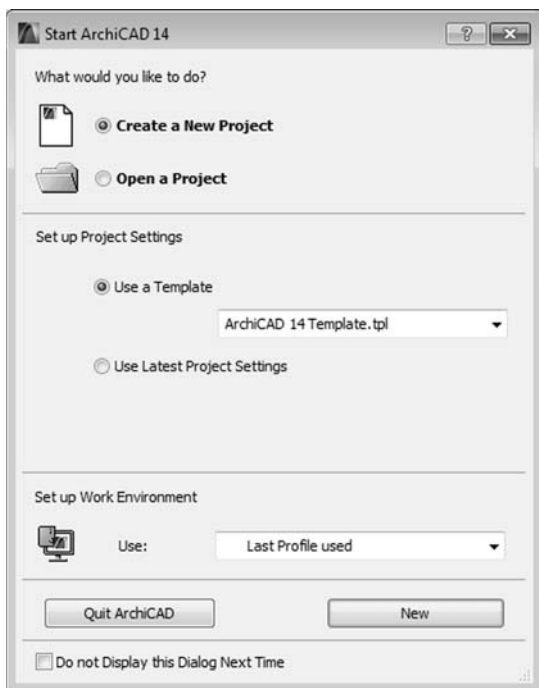 Start ArchiCAD 14
What would you like to do?
Create a New Project
Open a Project
Set up Project Settings
Use a Template
ArchiCAD 14 Template.tpl
Use Latest Project Settings
Set up Work Environment
Use:
Last Profile used
Quit ArchiCAD
New
Do not Display this Dialog Next Time